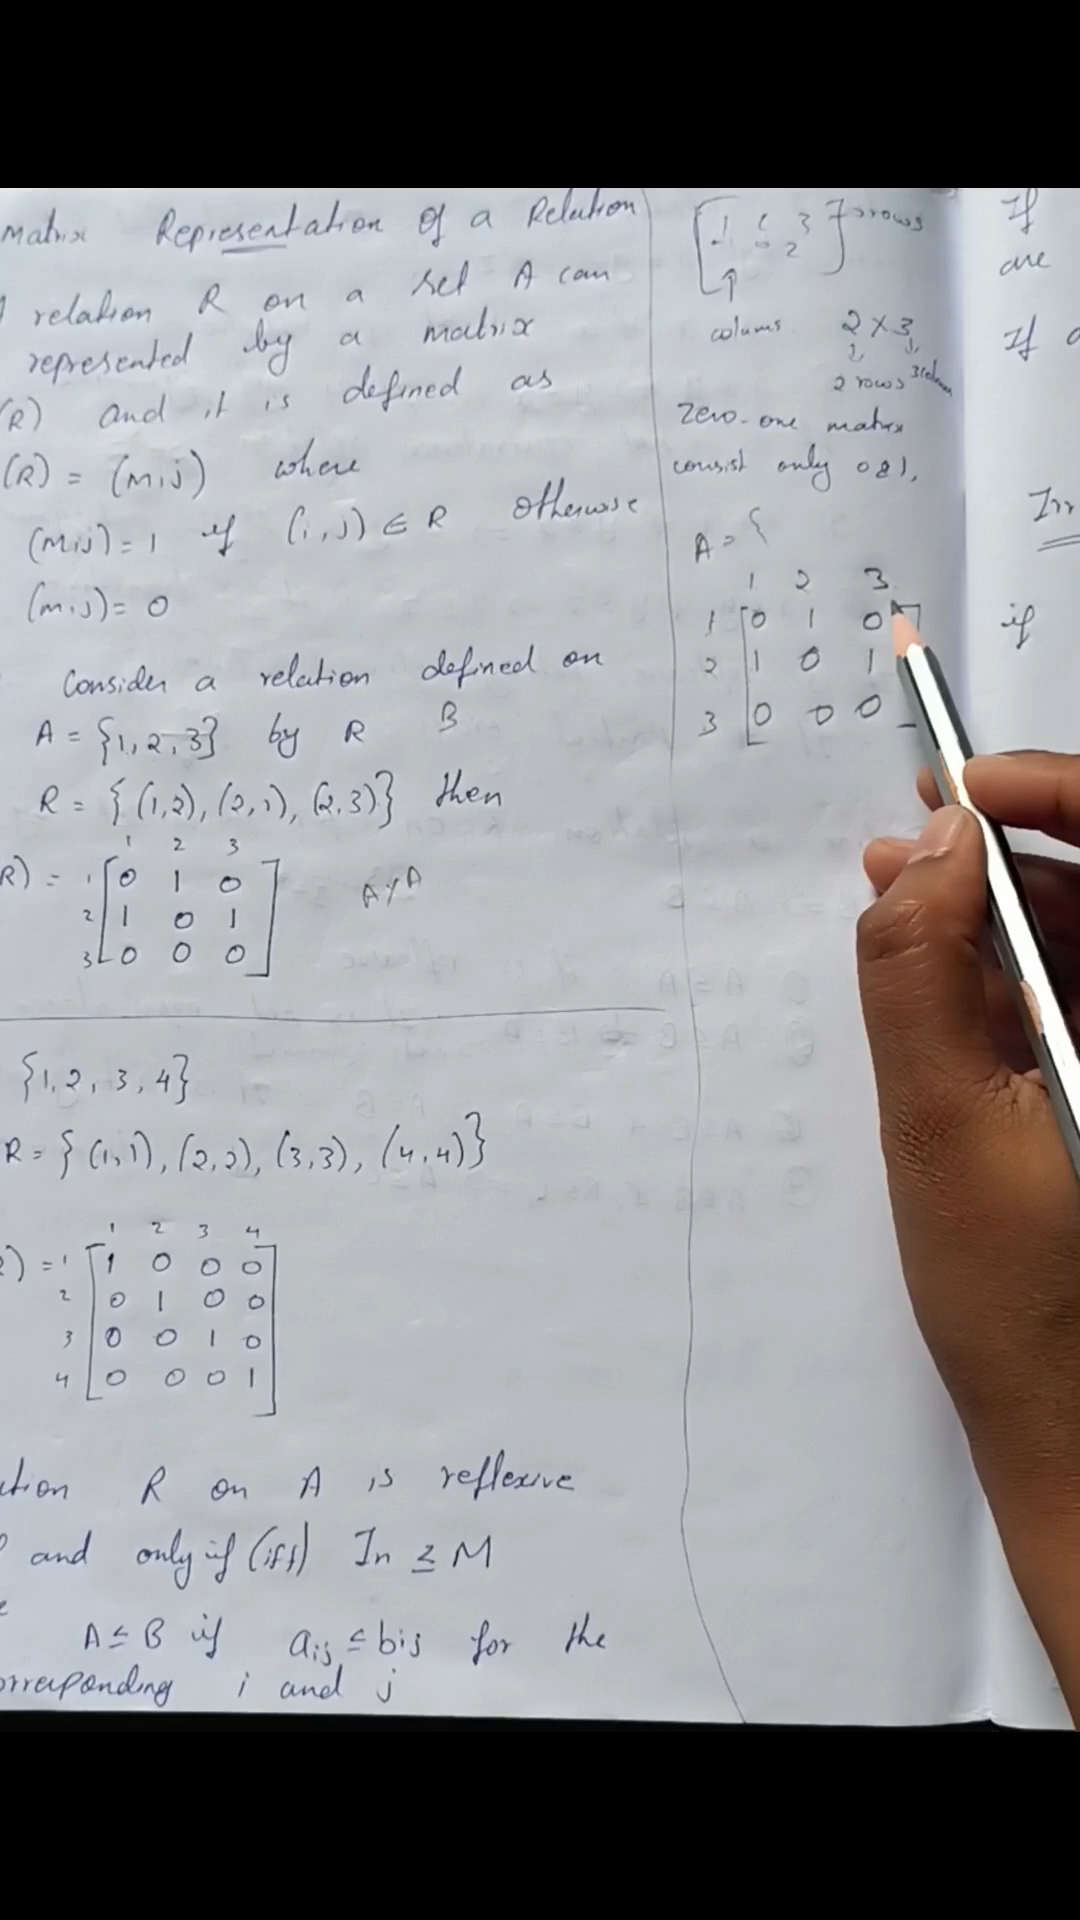 matrix Representation Of a Relation
relation R on a set A can
represented by a matrix
(R) and it is defined as
(R) = (mij) where
(mij) = 1 if (i,j) ∈ R otherwise
(mij) = 0
Consider a relation defined on
A = {1,2,3} by R B
R = { (1,2), (2,1), (2,3)} then
1 2 3
R) = 1 [ 0 1 0 ]
2 1 0 1
3 0 0 0
A x A
{1,2,3,4}
R = { (1,1), (2,2), (3,3), (4,4)}
1 2 3 4
) = 1 [ 1 0 0 0 ]
2 0 1 0 0
3 0 0 1 0
4 0 0 0 1
R on A is reflexive
and only if (iff) In ≤ M
A ≤ B if aij ≤ bij for the
corresponding i and j
3
2
rows
colums
2 x 3
2 rows
Zero-one matrix
consist only 0 & 1,
A = {
1 2 3
1 [ 0 1 0 ]
2 1 0 1
3 0 0 0
If
are
If
if